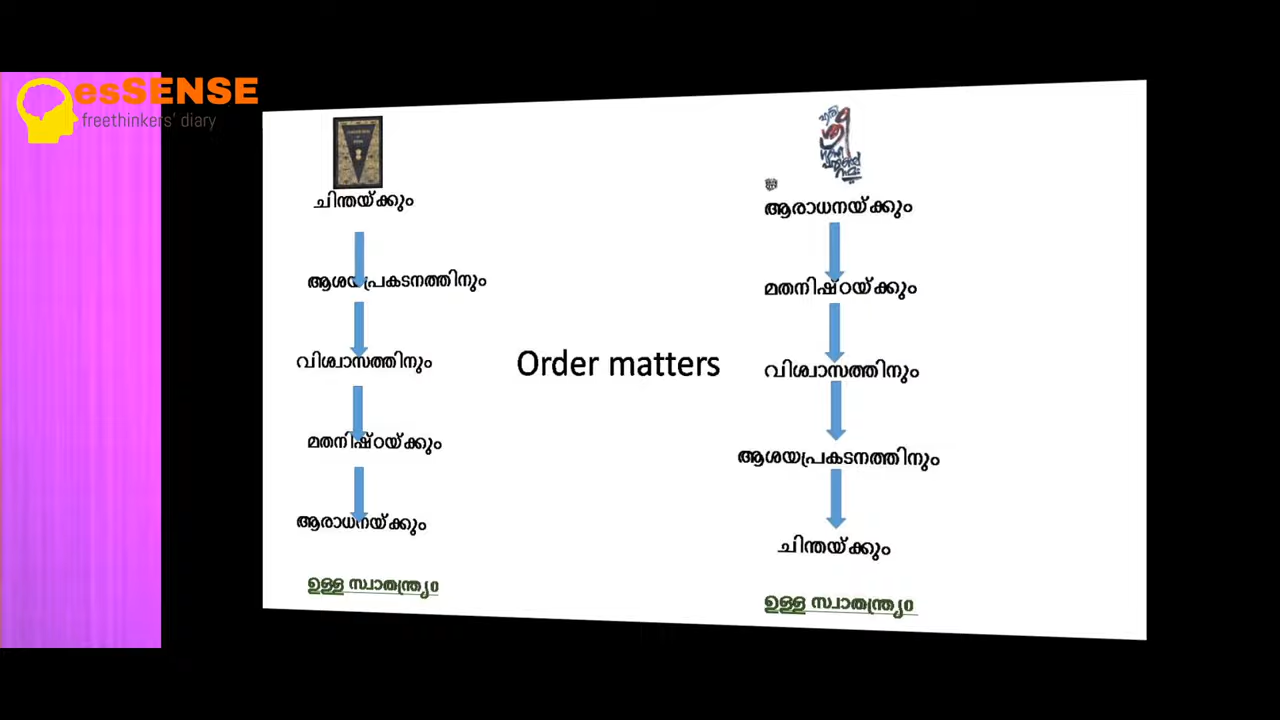 esSENSE
freethinkers' diary
ചിന്തയ്ക്കും
ആശയപ്രകടനത്തിനും
വിശ്വാസത്തിനും
മതനിഷ്ഠയ്ക്കും
ആരാധനയ്ക്കും
ഉള്ള സ്വാതന്ത്ര്യം
Order matters
ഹരി
ശ്രീ
ആരാധനയ്ക്കും
മതനിഷ്ഠയ്ക്കും
വിശ്വാസത്തിനും
ആശയപ്രകടനത്തിനും
ചിന്തയ്ക്കും
ഉള്ള സ്വാതന്ത്ര്യം